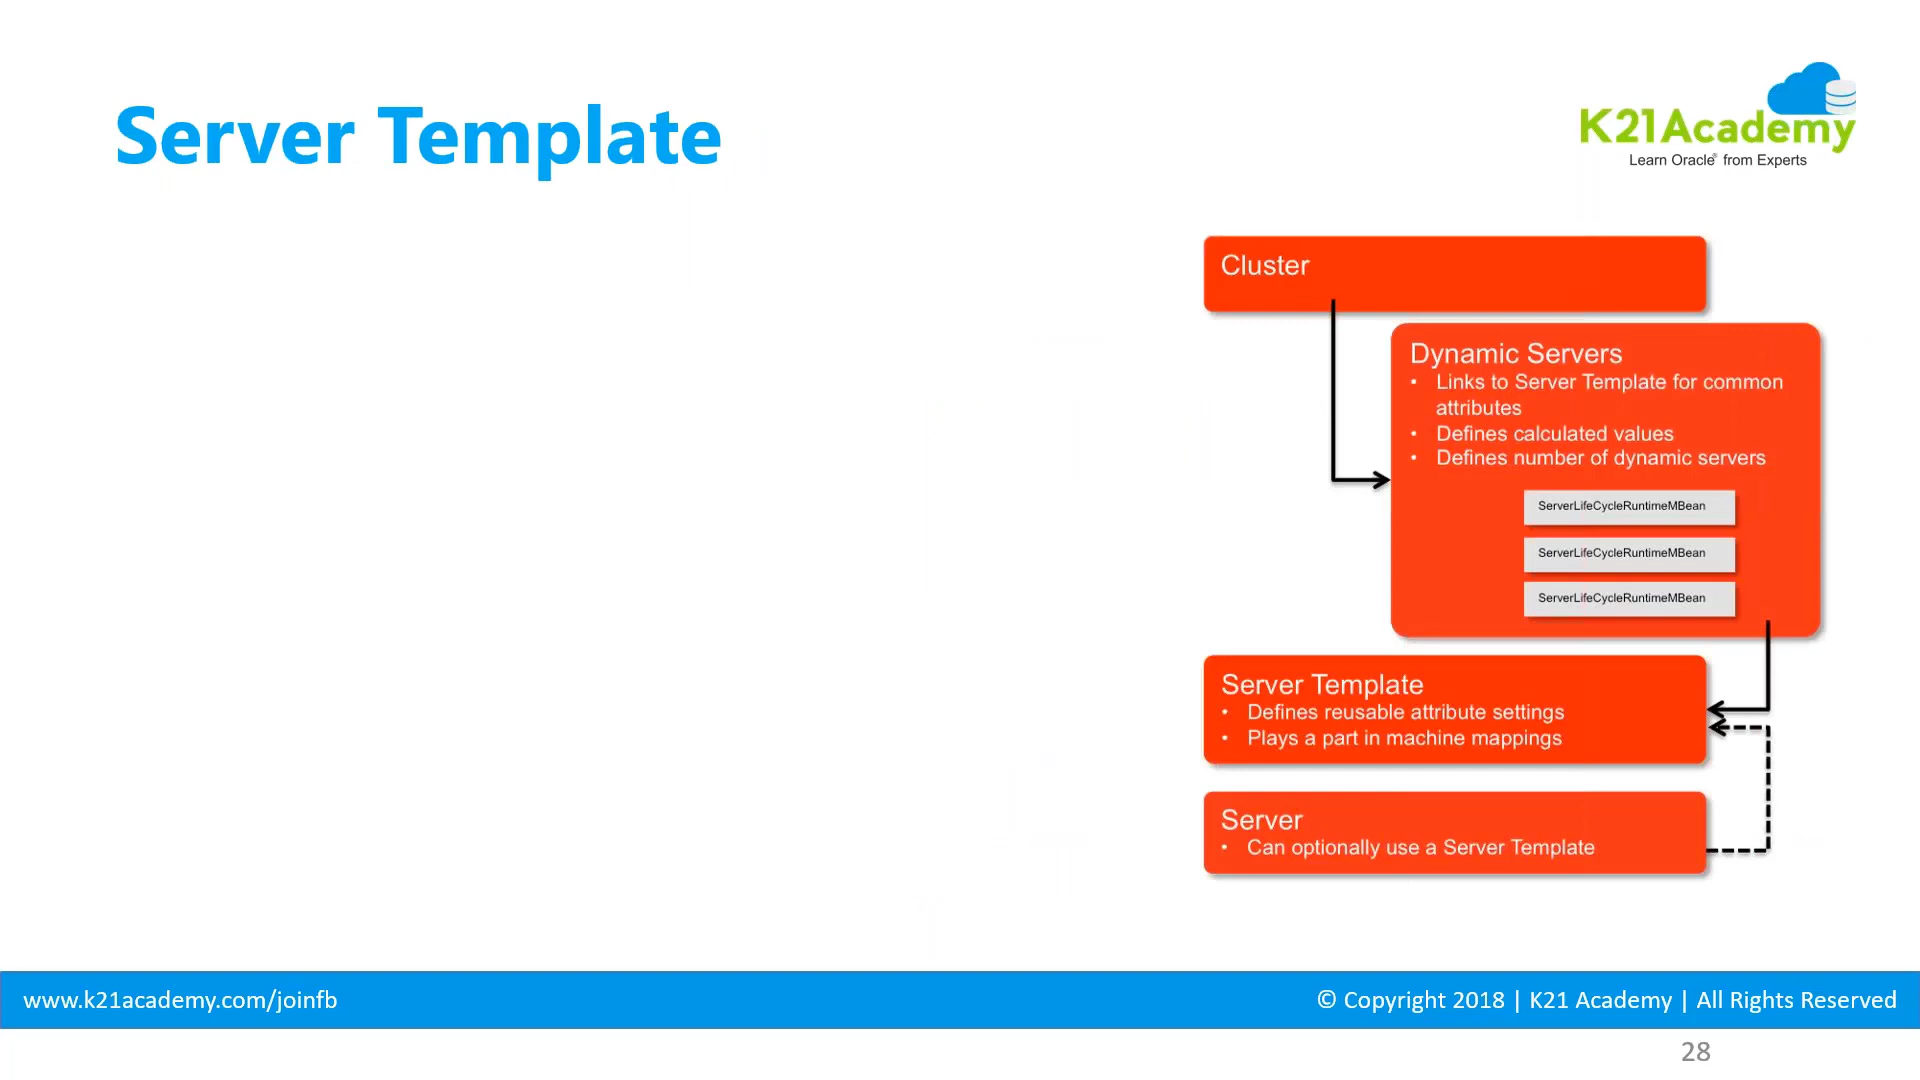 Server Template
K21Academy
Learn Oracle® from Experts
Cluster
Dynamic Servers
• Links to Server Template for common
attributes
• Defines calculated values
• Defines number of dynamic servers
ServerLifeCycleRuntimeMBean
ServerLifeCycleRuntimeMBean
ServerLifeCycleRuntimeMBean
Server Template
• Defines reusable attribute settings
• Plays a part in machine mappings
Server
• Can optionally use a Server Template
www.k21academy.com/joinfb
© Copyright 2018 | K21 Academy | All Rights Reserved
28